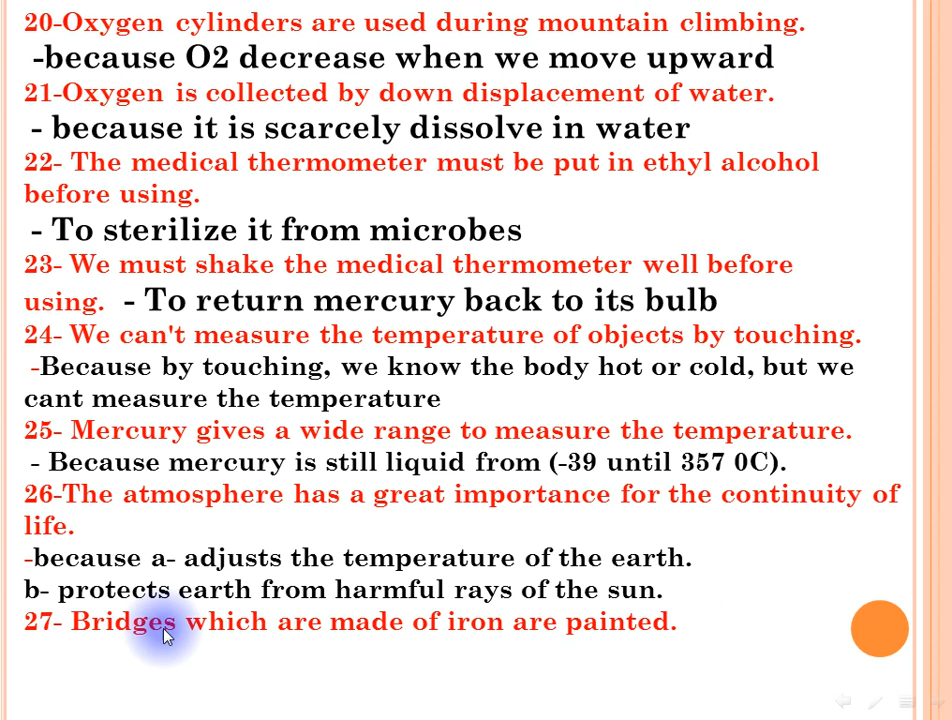 20-Oxygen cylinders are used during mountain climbing.
-because O2 decrease when we move upward
21-Oxygen is collected by down displacement of water.
- because it is scarcely dissolve in water
22- The medical thermometer must be put in ethyl alcohol
before using.
- To sterilize it from microbes
23- We must shake the medical thermometer well before
using. - To return mercury back to its bulb
24- We can't measure the temperature of objects by touching.
-Because by touching, we know the body hot or cold, but we
cant measure the temperature
25- Mercury gives a wide range to measure the temperature.
- Because mercury is still liquid from (-39 until 357 0C).
26-The atmosphere has a great importance for the continuity of
life.
-because a- adjusts the temperature of the earth.
b- protects earth from harmful rays of the sun.
27- Bridges which are made of iron are painted.